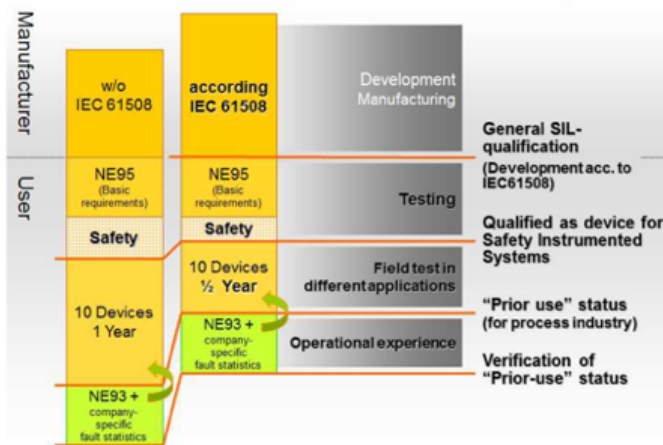 Manufacturer
User
w/o
IEC 61508
NE95
(Basic
requirements)
Safety
10 Devices
1 Year
NE93 +
company-
specific
fault statistics
according
IEC 61508
NE95
(Basic
requirements)
Safety
10 Devices
½ Year
NE93 +
company-specific
fault statistics
Development
Manufacturing
Testing
Field test in
different applications
Operational experience
General SIL-
qualification
(Development acc. to
IEC61508)
Qualified as device for
Safety Instrumented
Systems
"Prior use" status
(for process industry)
Verification of
"Prior-use" status